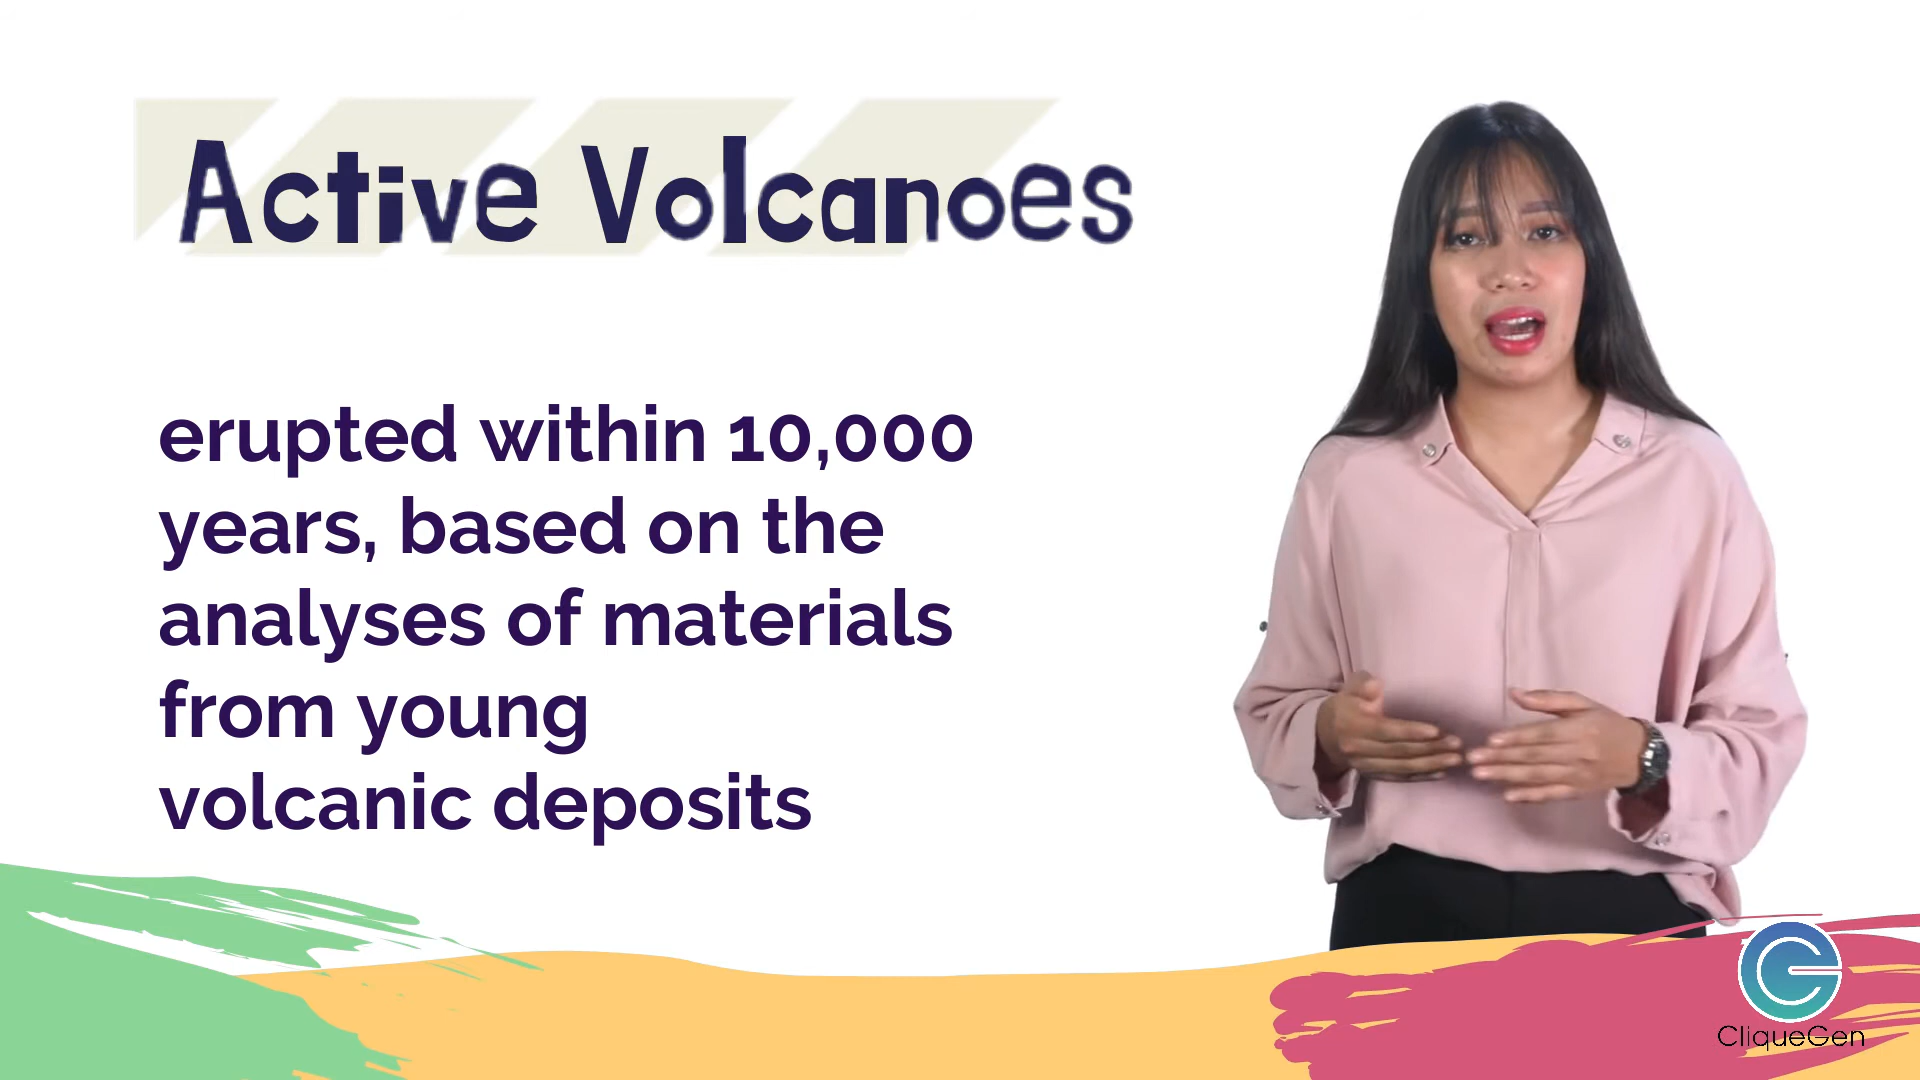 Active Volcanoes
erupted within 10,000
years, based on the
analyses of materials
from young
volcanic deposits
CliqueGen